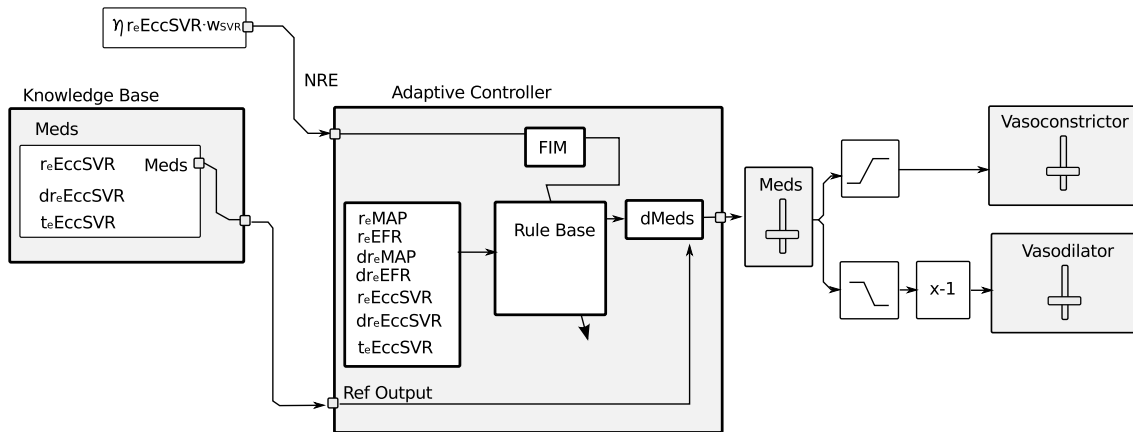 η rₑEccSVR·wSVR
NRE
Knowledge Base
Meds
rₑEccSVR
Meds
drₑEccSVR
tₑEccSVR
Adaptive Controller
FIM
rₑMAP
rₑEFR
drₑMAP
drₑEFR
rₑEccSVR
drₑEccSVR
tₑEccSVR
Rule Base
dMeds
Ref Output
Meds
Vasoconstrictor
Vasodilator
x-1